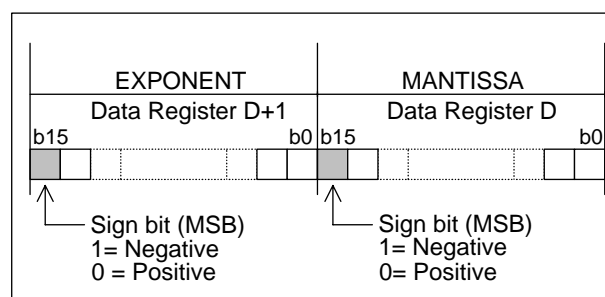 EXPONENT MANTISSA
Data Register D+1 Data Register D
b15 b0 b15 b0
Sign bit (MSB) Sign bit (MSB)
1= Negative 1= Negative
0 = Positive 0= Positive